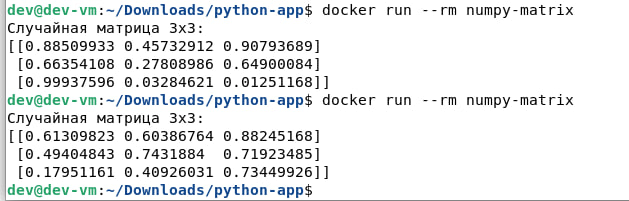 dev@dev-vm:~/Downloads/python-app$ docker run --rm numpy-matrix
Случайная матрица 3x3:
[[0.88509933 0.45732912 0.90793689]
 [0.66354108 0.27808986 0.64900084]
 [0.99937596 0.03284621 0.01251168]]
dev@dev-vm:~/Downloads/python-app$ docker run --rm numpy-matrix
Случайная матрица 3x3:
[[0.61309823 0.60386764 0.88245168]
 [0.49404843 0.7431884  0.71923485]
 [0.17951161 0.40926031 0.73449926]]
dev@dev-vm:~/Downloads/python-app$